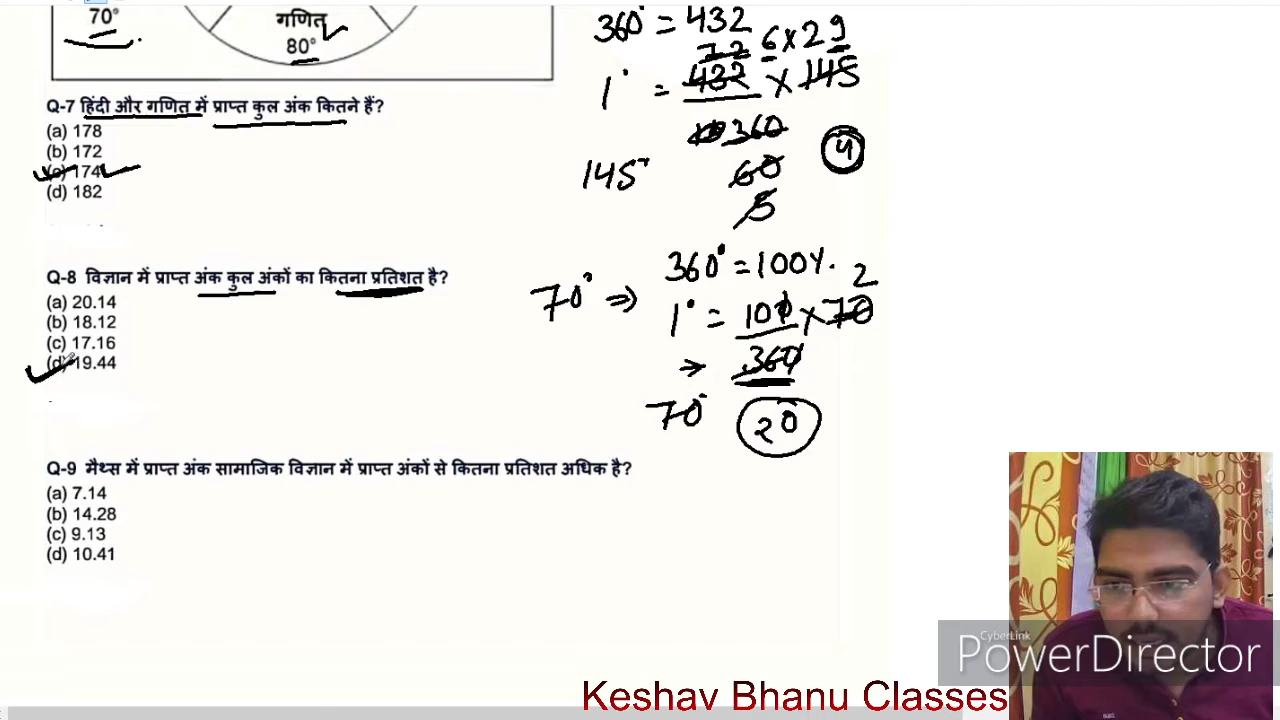 70°
गणित
80°
360° = 432
72 6x29
1° = 432 x 145
360
60
5
145°
4
Q-7 हिंदी और गणित में प्राप्त कुल अंक कितने हैं?
(a) 178
(b) 172
(c) 174
(d) 182
Q-8 विज्ञान में प्राप्त अंक कुल अंकों का कितना प्रतिशत है?
(a) 20.14
(b) 18.12
(c) 17.16
(d) 19.44
360° = 100%
2
70° ⇒ 1° = 100 x 70
⇒ 360
70° 20
Q-9 मैथ्स में प्राप्त अंक सामाजिक विज्ञान में प्राप्त अंकों से कितना प्रतिशत अधिक है?
(a) 7.14
(b) 14.28
(c) 9.13
(d) 10.41
CyberLink
PowerDirector
Keshav Bhanu Classes